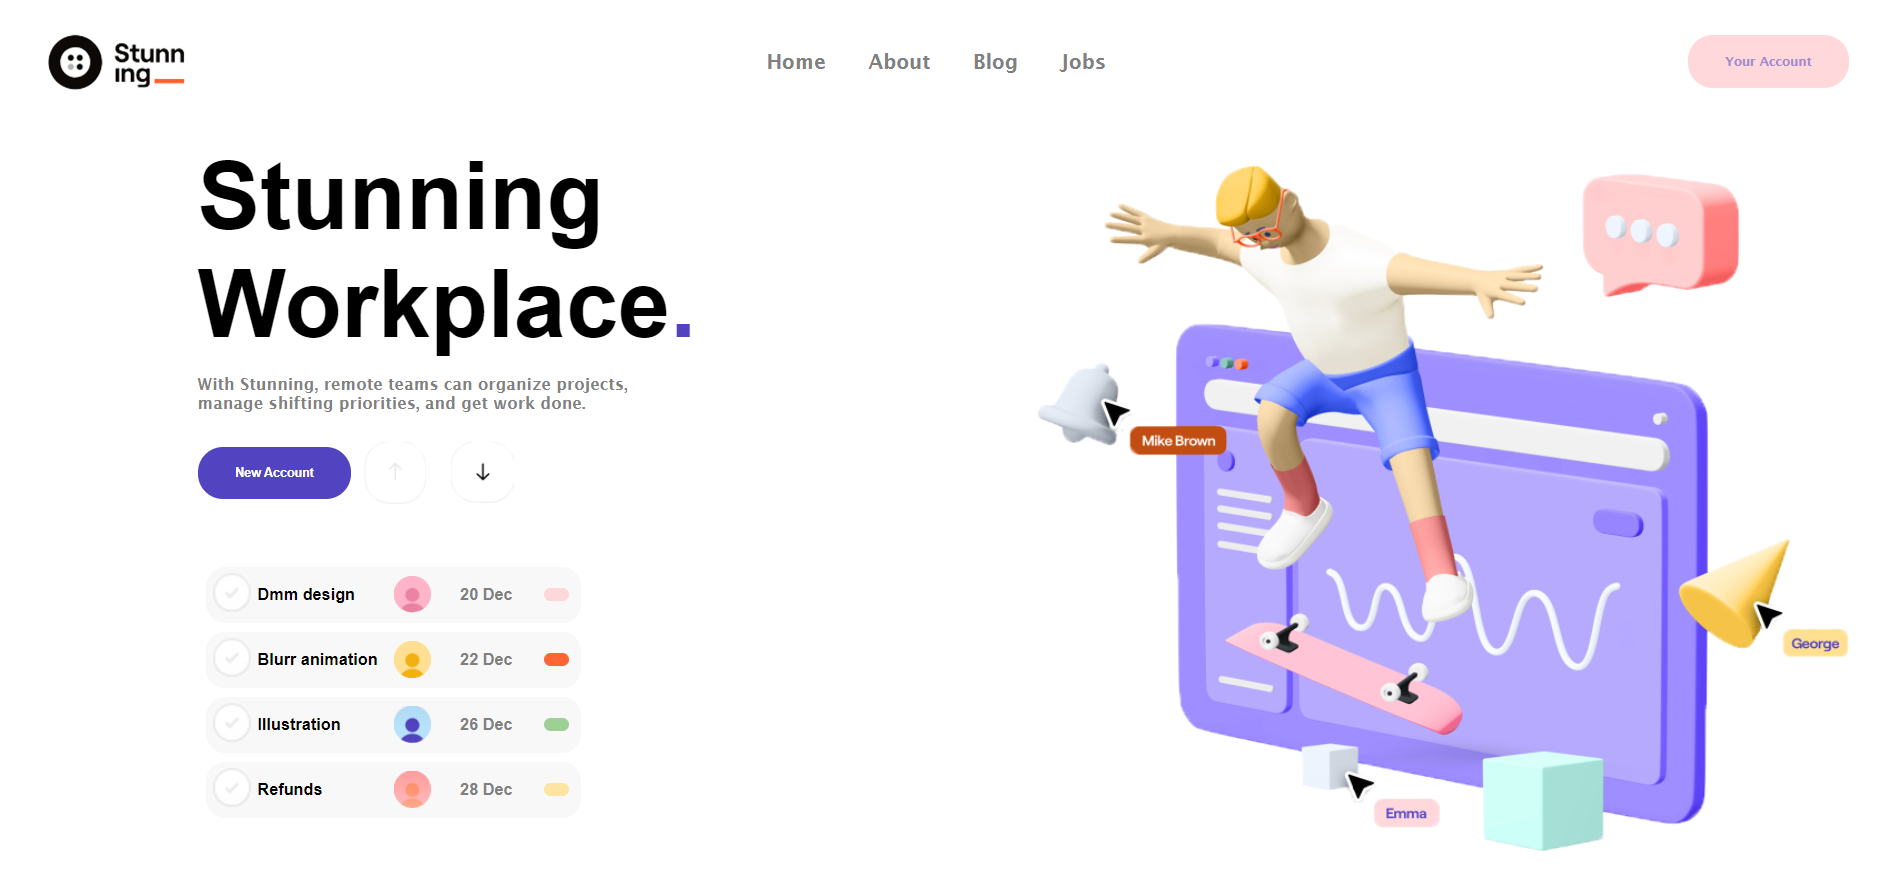 Stunn
ing
Home About Blog Jobs
Your Account
Stunning
Workplace.
With Stunning, remote teams can organize projects,
manage shifting priorities, and get work done.
New Account
Dmm design 20 Dec
Blurr animation 22 Dec
Illustration 26 Dec
Refunds 28 Dec
Mike Brown
George
Emma